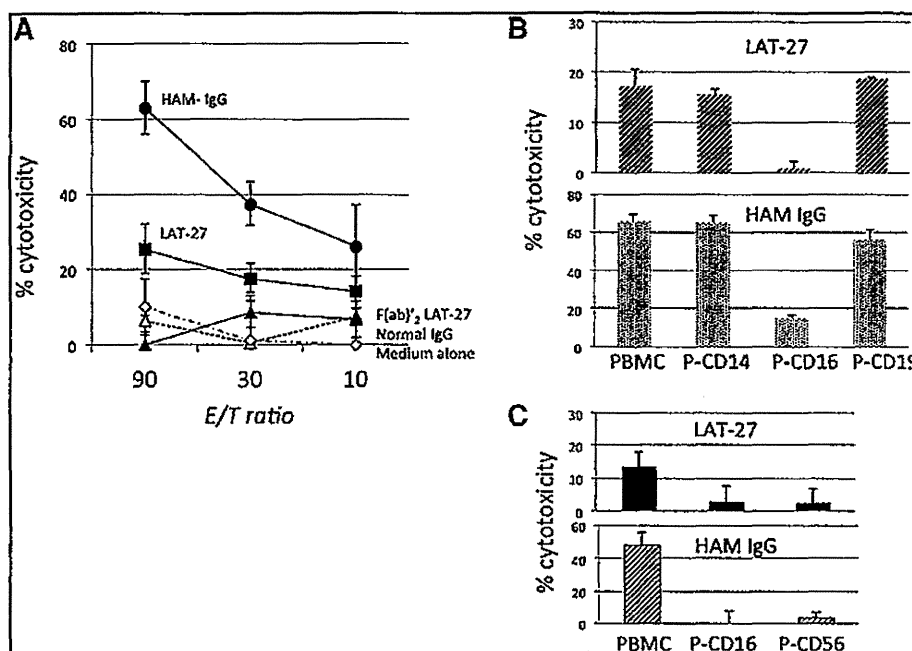 A
80
60
40
20
0
% cytotoxicity
HAM- IgG
LAT-27
F(ab)'₂ LAT-27
Normal IgG
Medium alone
90 30 10
E/T ratio
B
LAT-27
30
20
10
0
HAM IgG
80
60
40
20
0
% cytotoxicity
PBMC P-CD14 P-CD16 P-CD19
C
LAT-27
30
20
10
0
HAM IgG
60
40
20
0
% cytotoxicity
PBMC P-CD16 P-CD56